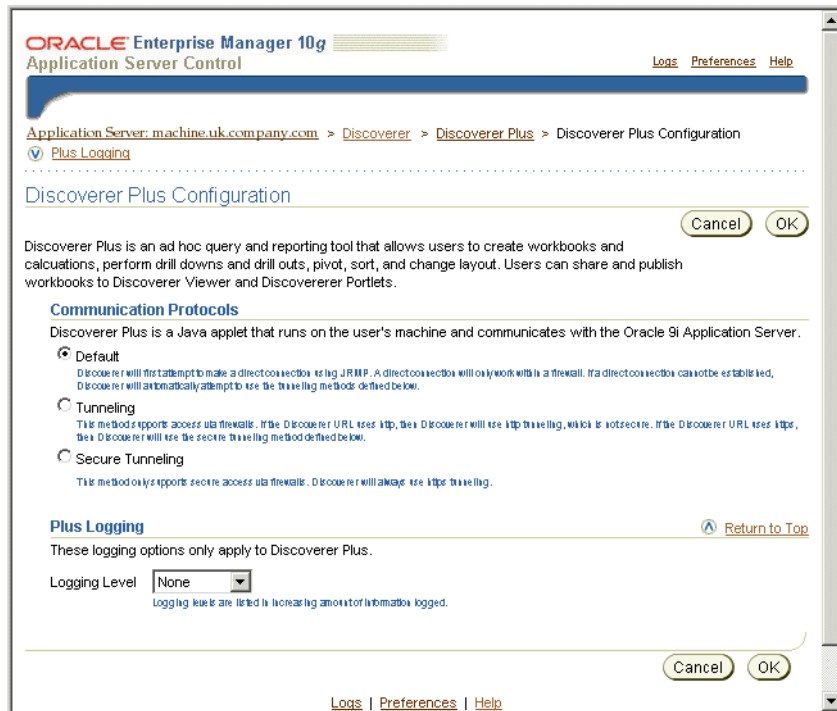 ORACLE Enterprise Manager 10g
Application Server Control
Logs Preferences Help
Application Server: machine.uk.company.com > Discoverer > Discoverer Plus > Discoverer Plus Configuration
Plus Logging
Discoverer Plus Configuration
Cancel OK
Discoverer Plus is an ad hoc query and reporting tool that allows users to create workbooks and
calcuations, perform drill downs and drill outs, pivot, sort, and change layout. Users can share and publish
workbooks to Discoverer Viewer and Discovererer Portlets.
Communication Protocols
Discoverer Plus is a Java applet that runs on the user's machine and communicates with the Oracle 9i Application Server.
Default
Discoverer will first attempt to make a direct connection using JRMP. A direct connection will only work within a firewall. If a direct connection cannot be established,
Discoverer will automatically attempt to use the tunneling methods defined below.
Tunneling
This method supports access via firewalls. If the Discoverer URL uses http, then Discoverer will use http tunneling, which is not secure. If the Discoverer URL uses https,
then Discoverer will use the secure tunneling method defined below.
Secure Tunneling
This method only supports secure access via firewalls. Discoverer will always use https tunneling.
Plus Logging
Return to Top
These logging options only apply to Discoverer Plus.
Logging Level None
Logging levels are listed in increasing amount of information logged.
Cancel OK
Logs | Preferences | Help